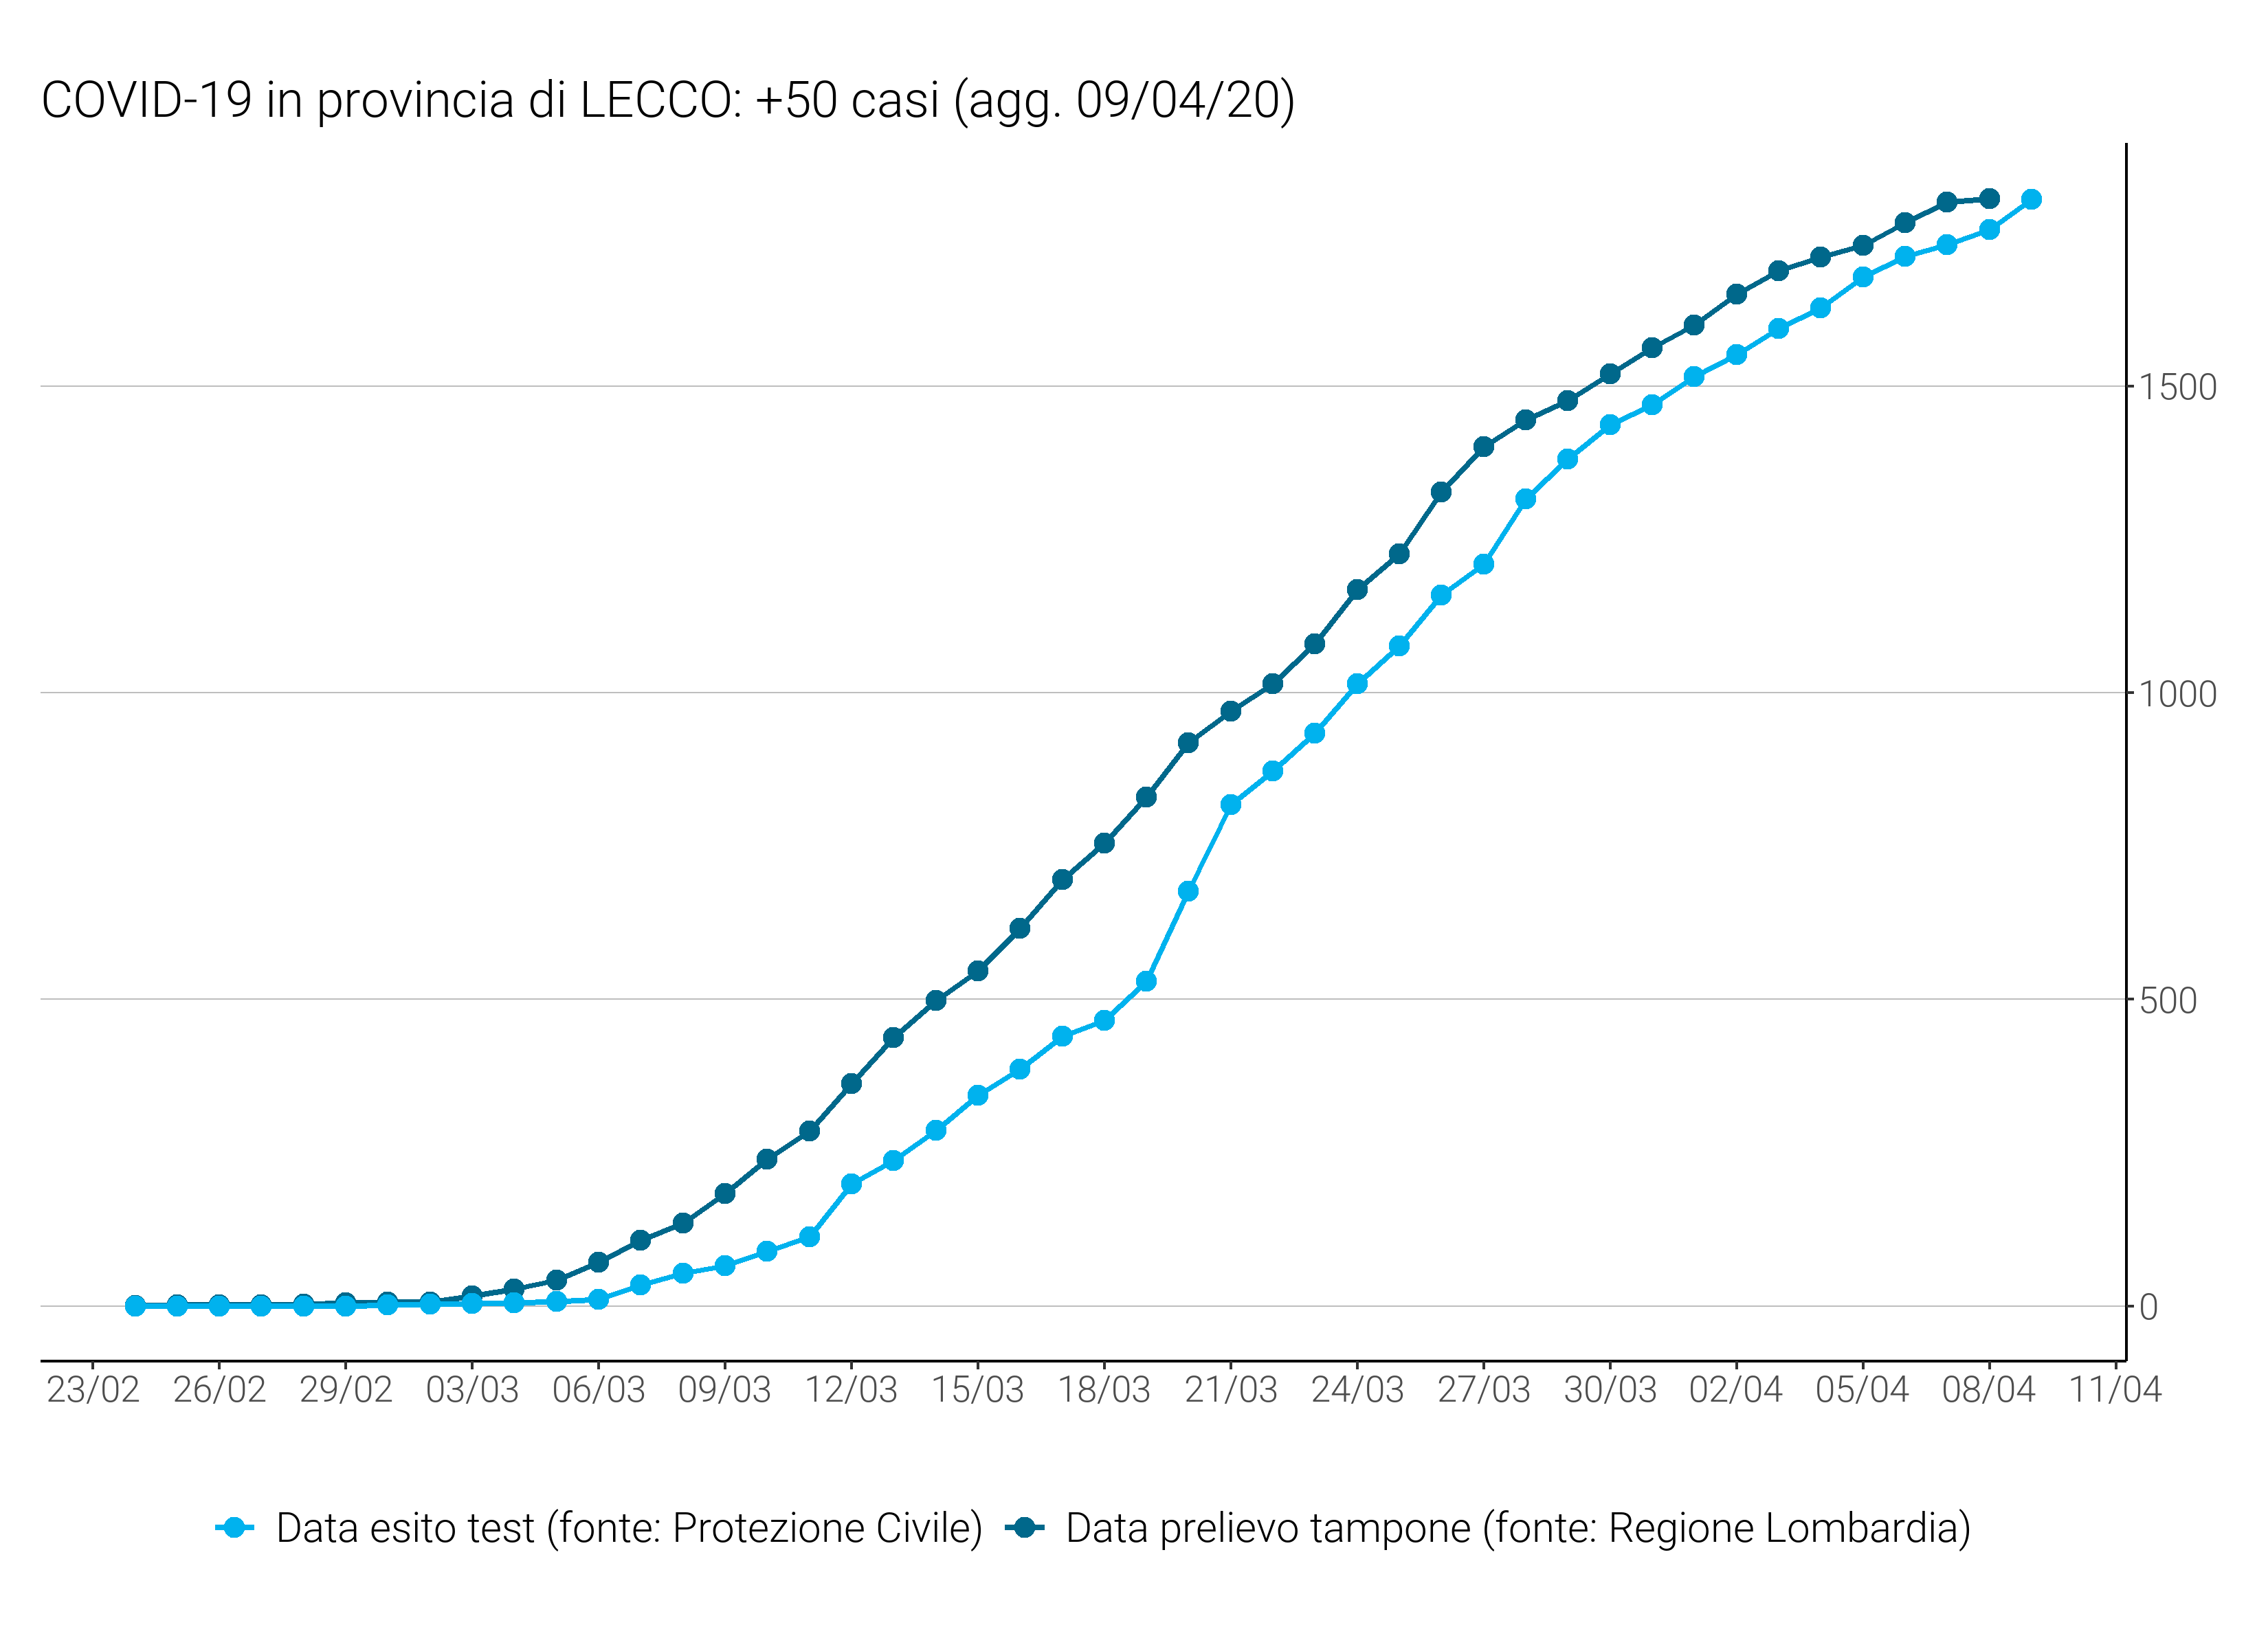 COVID-19 in provincia di LECCO: +50 casi (agg. 09/04/20)
1500
1000
500
0
23/02 26/02 29/02 03/03 06/03 09/03 12/03 15/03 18/03 21/03 24/03 27/03 30/03 02/04 05/04 08/04 11/04
Data esito test (fonte: Protezione Civile) Data prelievo tampone (fonte: Regione Lombardia)